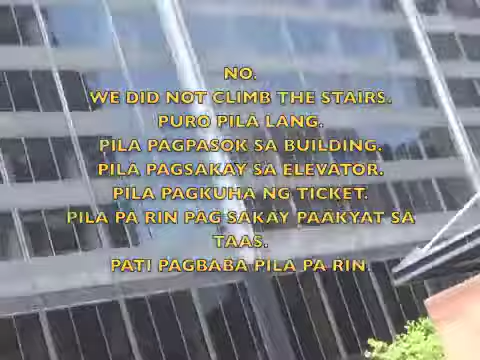 NO.
WE DID NOT CLIMB THE STAIRS.
PURO PILA LANG.
PILA PAGPASOK SA BUILDING.
PILA PAGSAKAY SA ELEVATOR.
PILA PAGKUHA NG TICKET.
PILA PA RIN PAG SAKAY PAAKYAT SA
TAAS.
PATI PAGBABA PILA PA RIN.